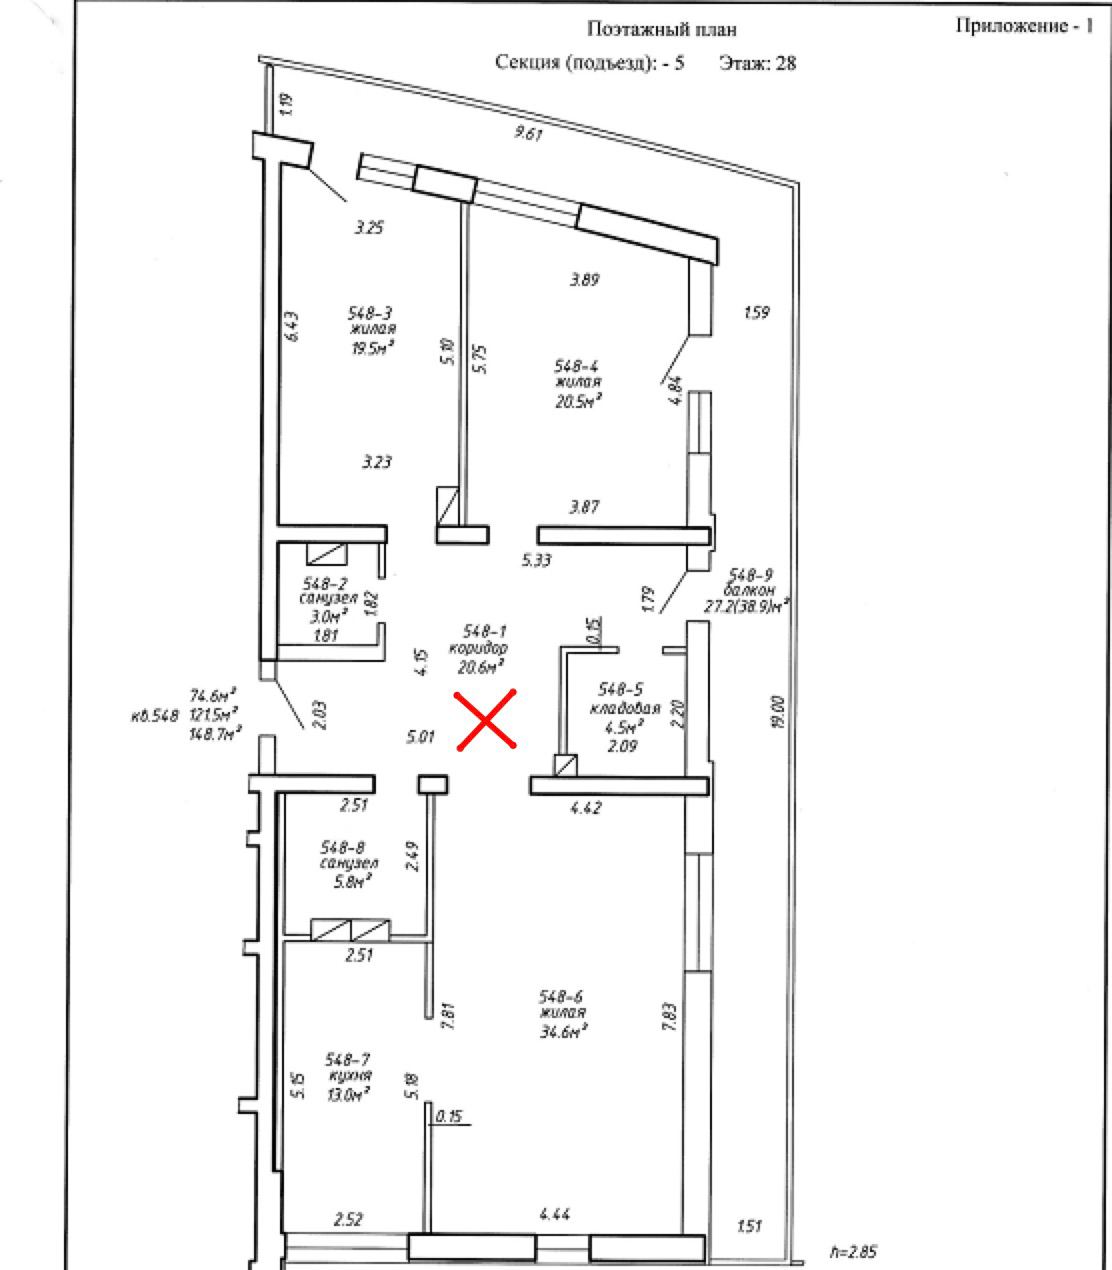 Приложение - 1
Поэтажный план
Секция (подъезд): - 5 Этаж: 28
1.19
9.61
3.25
3.89
1.59
6.43
548-3
жилая
19.5м²
5.10
5.75
548-4
жилая
20.5м²
4.84
3.23
3.87
5.33
548-2
санузел
3.0м²
1.81
1.82
1.79
548-9
балкон
27.2(38.9)м²
0.15
548-1
коридор
20.6м²
4.15
548-5
кладовая
4.5м²
2.09
2.20
19.00
74.6м²
кв.548 121.5м²
148.7м²
2.03
5.01
2.51
4.42
548-8
санузел
5.8м²
2.49
2.51
548-6
жилая
34.6м²
7.81
7.83
548-7
кухня
13.0м²
5.15
5.18
0.15
2.52
4.44
1.51
h=2.85